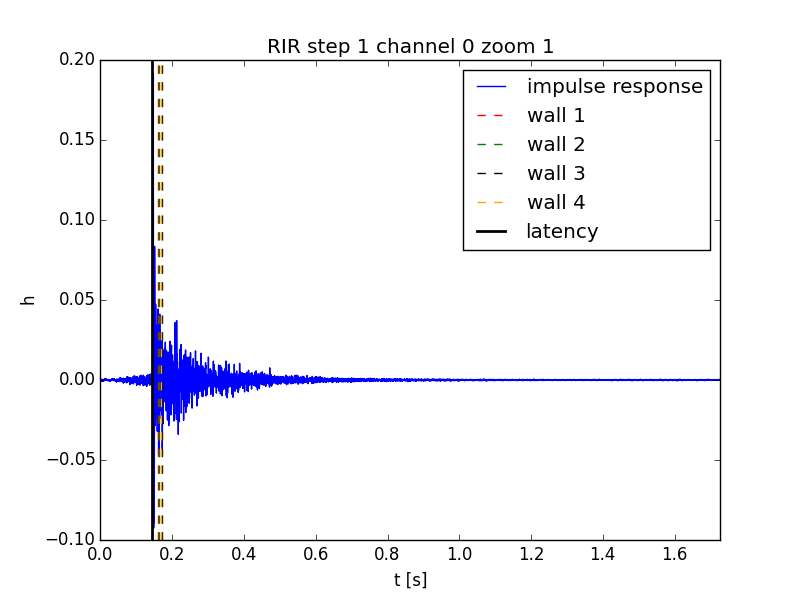 RIR step 1 channel 0 zoom 1
0.20
0.15
0.10
0.05
0.00
−0.05
−0.10
h
impulse response
wall 1
wall 2
wall 3
wall 4
latency
0.0 0.2 0.4 0.6 0.8 1.0 1.2 1.4 1.6
t [s]